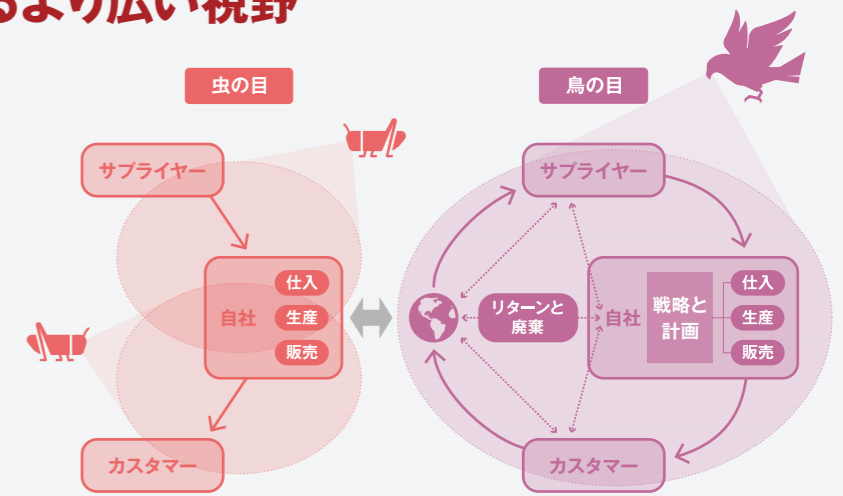 るより広い視野
虫の目
サプライヤー
自社
仕入
生産
販売
カスタマー
鳥の目
サプライヤー
リターンと
廃棄
自社
戦略と
計画
仕入
生産
販売
カスタマー